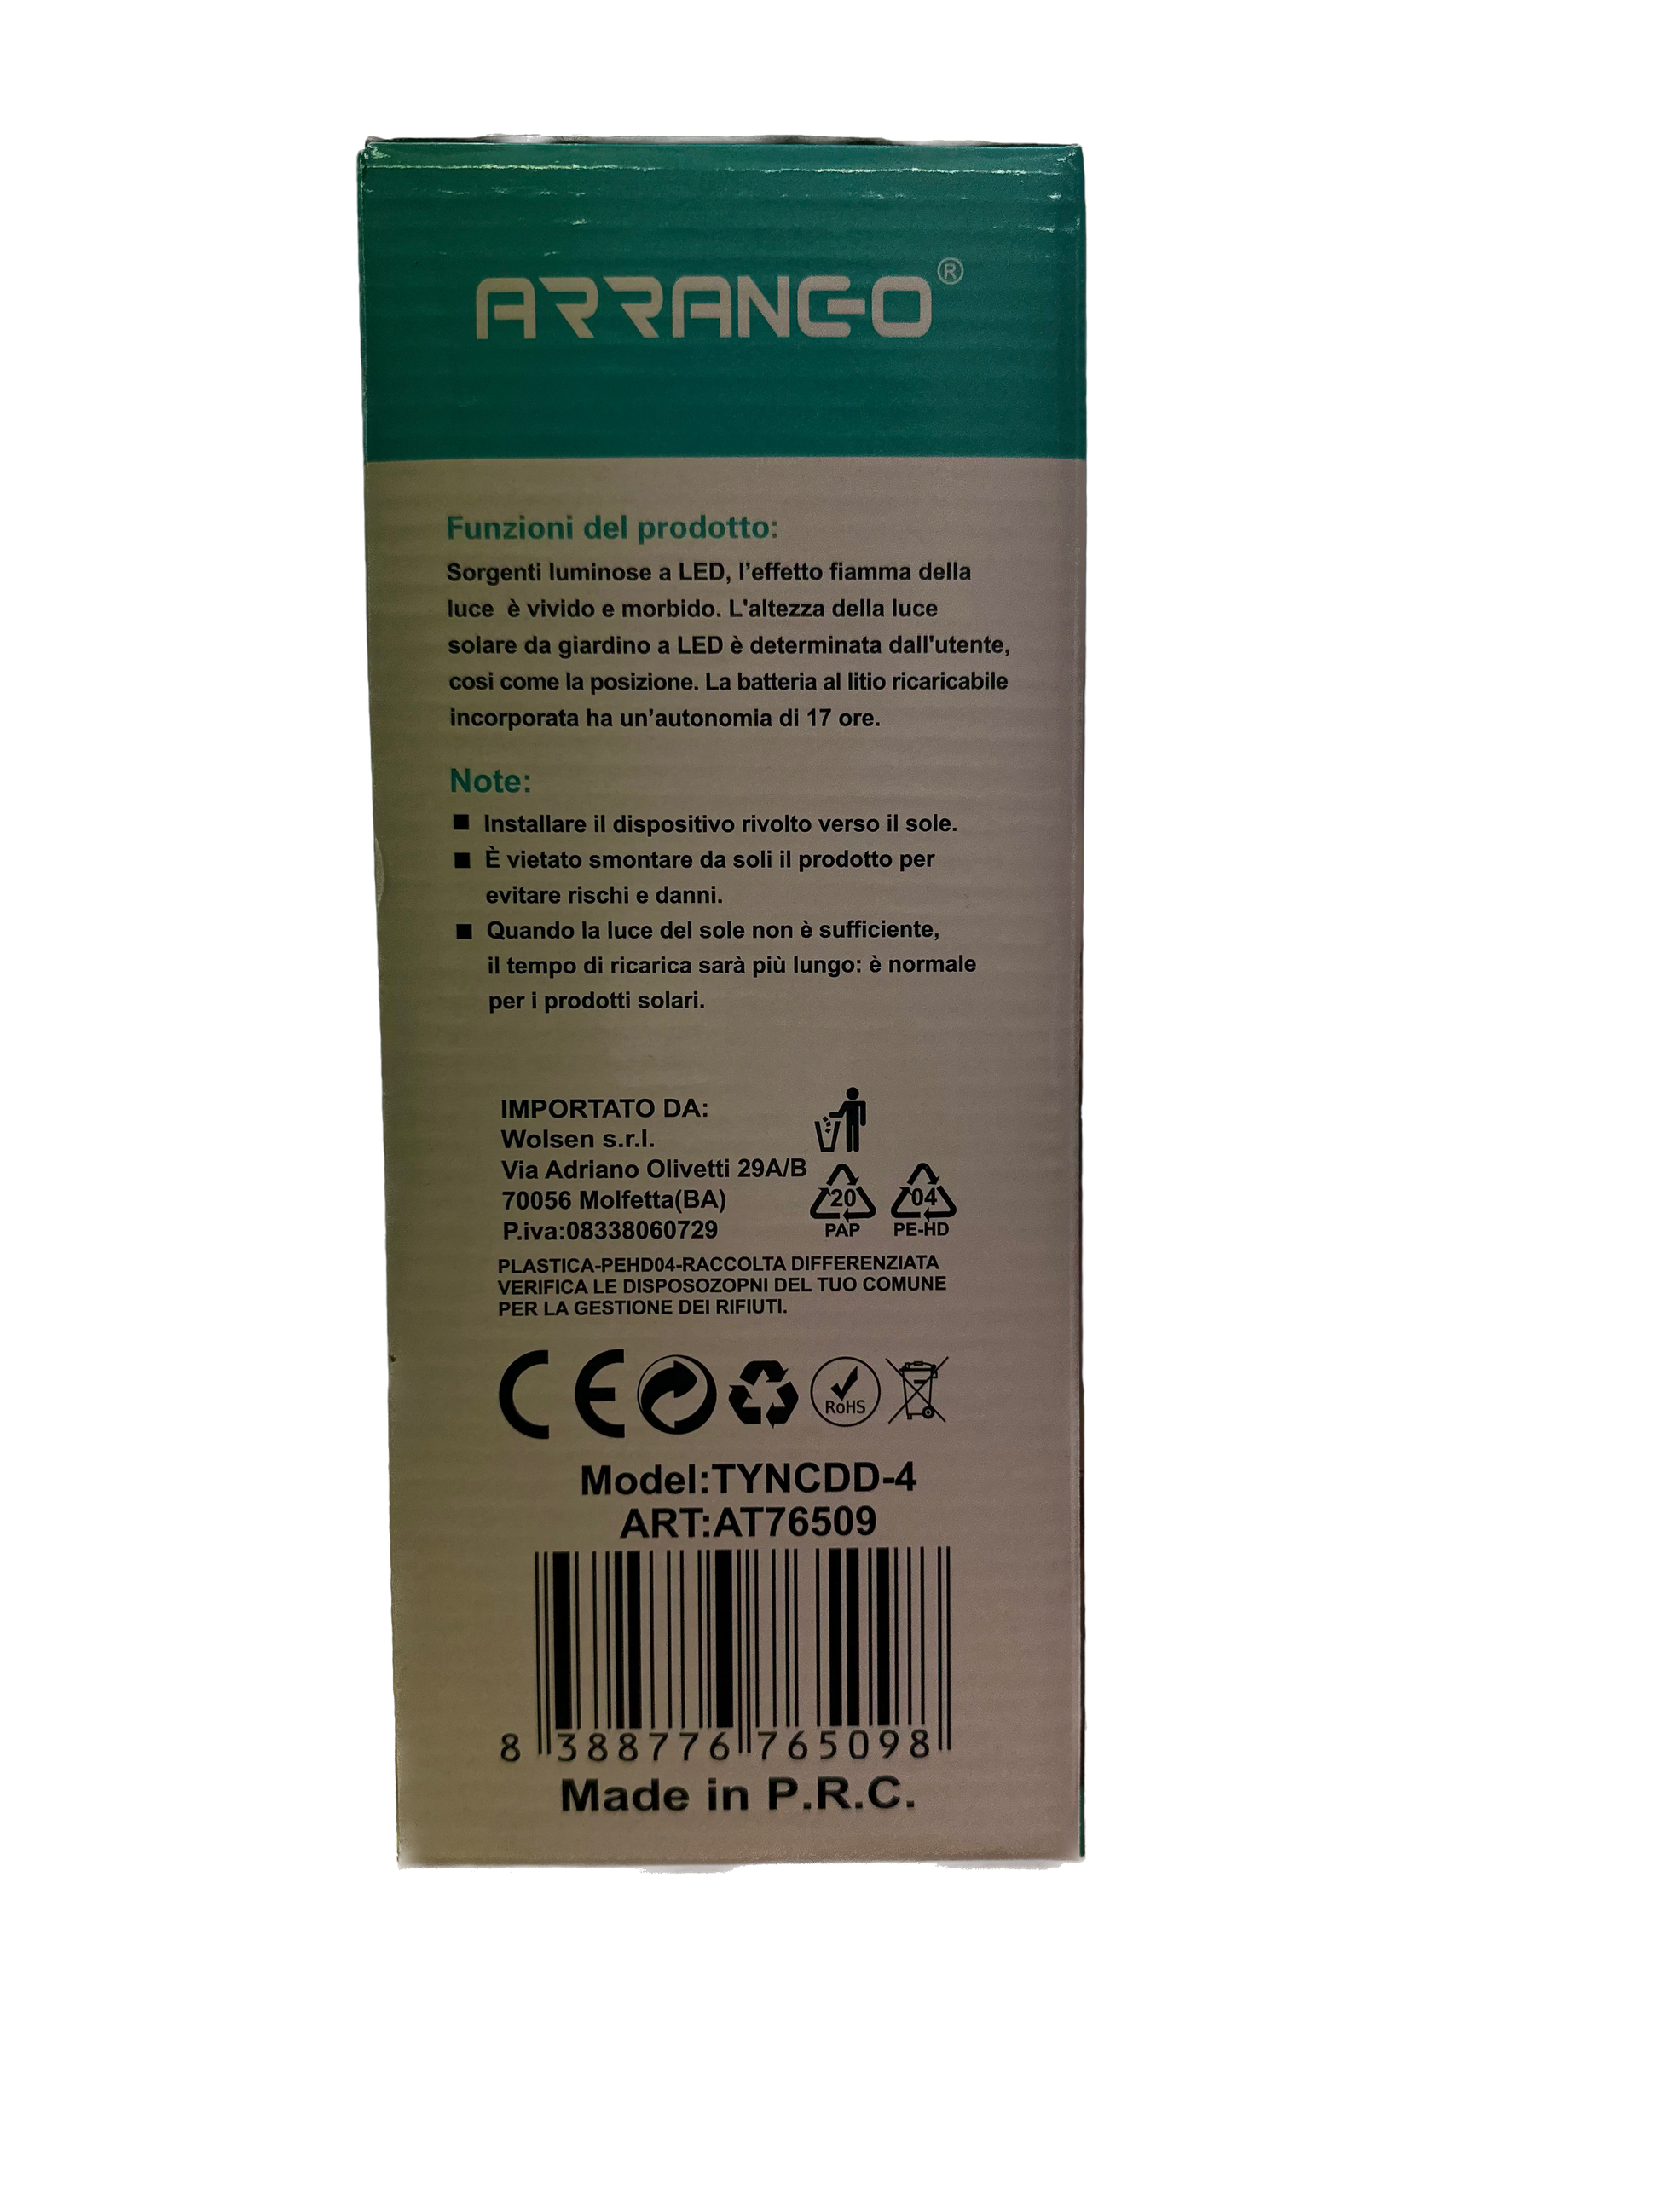 ARRANGO®
Funzioni del prodotto:
Sorgenti luminose a LED, l’effetto fiamma della
luce è vivido e morbido. L'altezza della luce
solare da giardino a LED è determinata dall'utente,
cosi come la posizione. La batteria al litio ricaricabile
incorporata ha un’autonomia di 17 ore.
Note:
■ Installare il dispositivo rivolto verso il sole.
■ È vietato smontare da soli il prodotto per
evitare rischi e danni.
■ Quando la luce del sole non è sufficiente,
il tempo di ricarica sarà più lungo: è normale
per i prodotti solari.
IMPORTATO DA:
Wolsen s.r.l.
Via Adriano Olivetti 29A/B
70056 Molfetta(BA)
P.iva:08338060729
20 04
PAP PE-HD
PLASTICA-PEHD04-RACCOLTA DIFFERENZIATA
VERIFICA LE DISPOSOZOPNI DEL TUO COMUNE
PER LA GESTIONE DEI RIFIUTI.
CE RoHS
Model:TYNCDD-4
ART:AT76509
8 388776 765098
Made in P.R.C.